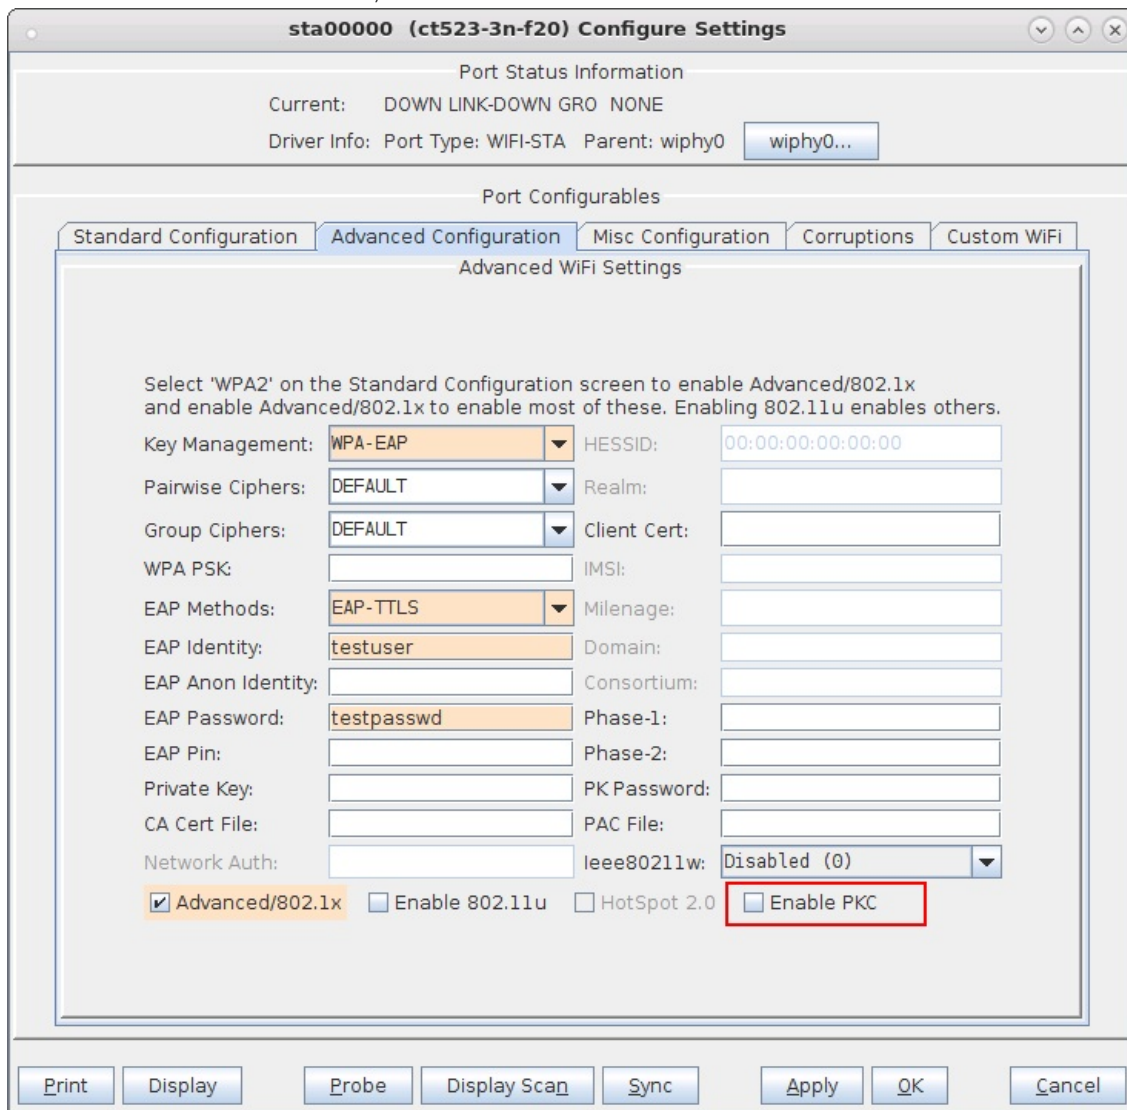 sta00000 (ct523-3n-f20) Configure Settings
Port Status Information
Current: DOWN LINK-DOWN GRO NONE
Driver Info: Port Type: WIFI-STA Parent: wiphy0 wiphy0...
Port Configurables
Standard Configuration Advanced Configuration Misc Configuration Corruptions Custom WiFi
Advanced WiFi Settings
Select 'WPA2' on the Standard Configuration screen to enable Advanced/802.1x
and enable Advanced/802.1x to enable most of these. Enabling 802.11u enables others.
Key Management: WPA-EAP HESSID: 00:00:00:00:00:00
Pairwise Ciphers: DEFAULT Realm:
Group Ciphers: DEFAULT Client Cert:
WPA PSK: IMSI:
EAP Methods: EAP-TTLS Milenage:
EAP Identity: testuser Domain:
EAP Anon Identity: Consortium:
EAP Password: testpasswd Phase-1:
EAP Pin: Phase-2:
Private Key: PK Password:
CA Cert File: PAC File:
Network Auth: Ieee80211w: Disabled (0)
Advanced/802.1x Enable 802.11u HotSpot 2.0 Enable PKC
Print Display Probe Display Scan Sync Apply OK Cancel